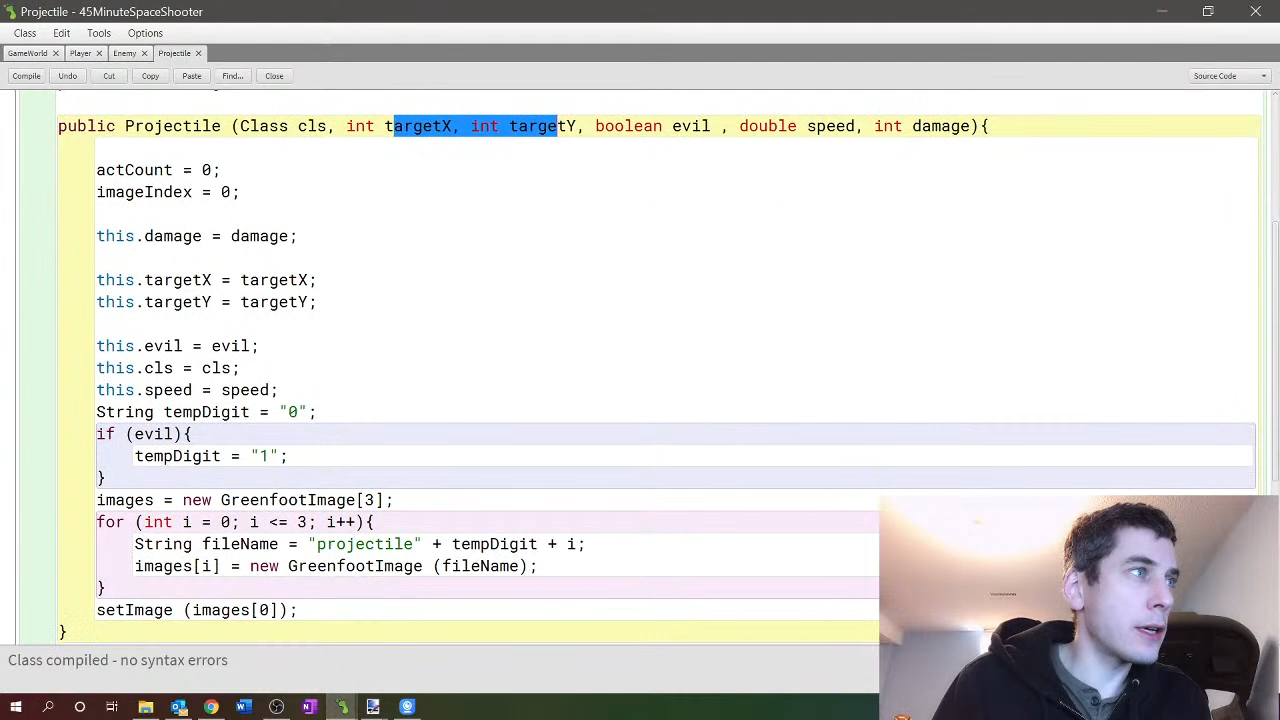 Projectile - 45MinuteSpaceShooter
Class Edit Tools Options
GameWorld × Player × Enemy × Projectile ×
Compile Undo Cut Copy Paste Find... Close Source Code
public Projectile (Class cls, int targetX, int targetY, boolean evil , double speed, int damage){
actCount = 0;
imageIndex = 0;
this.damage = damage;
this.targetX = targetX;
this.targetY = targetY;
this.evil = evil;
this.cls = cls;
this.speed = speed;
String tempDigit = "0";
if (evil){
tempDigit = "1";
}
images = new GreenfootImage[3];
for (int i = 0; i <= 3; i++){
String fileName = "projectile" + tempDigit + i;
images[i] = new GreenfootImage (fileName);
}
setImage (images[0]);
}
Class compiled - no syntax errors